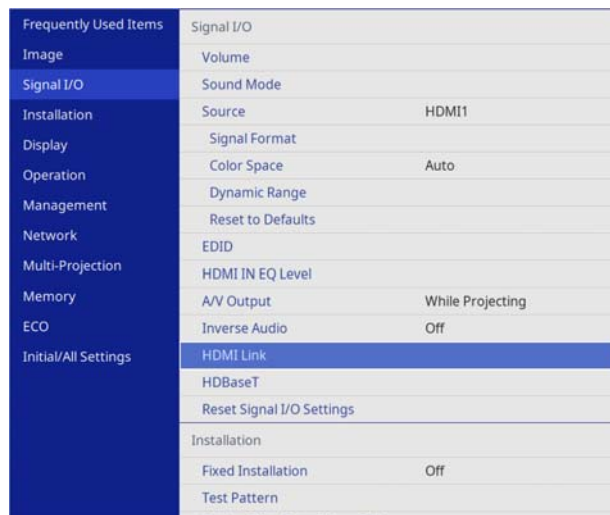 Frequently Used Items
Image
Signal I/O
Installation
Display
Operation
Management
Network
Multi-Projection
Memory
ECO
Initial/All Settings
Signal I/O
Volume
Sound Mode
Source HDMI1
Signal Format
Color Space Auto
Dynamic Range
Reset to Defaults
EDID
HDMI IN EQ Level
A/V Output While Projecting
Inverse Audio Off
HDMI Link
HDBaseT
Reset Signal I/O Settings
Installation
Fixed Installation Off
Test Pattern